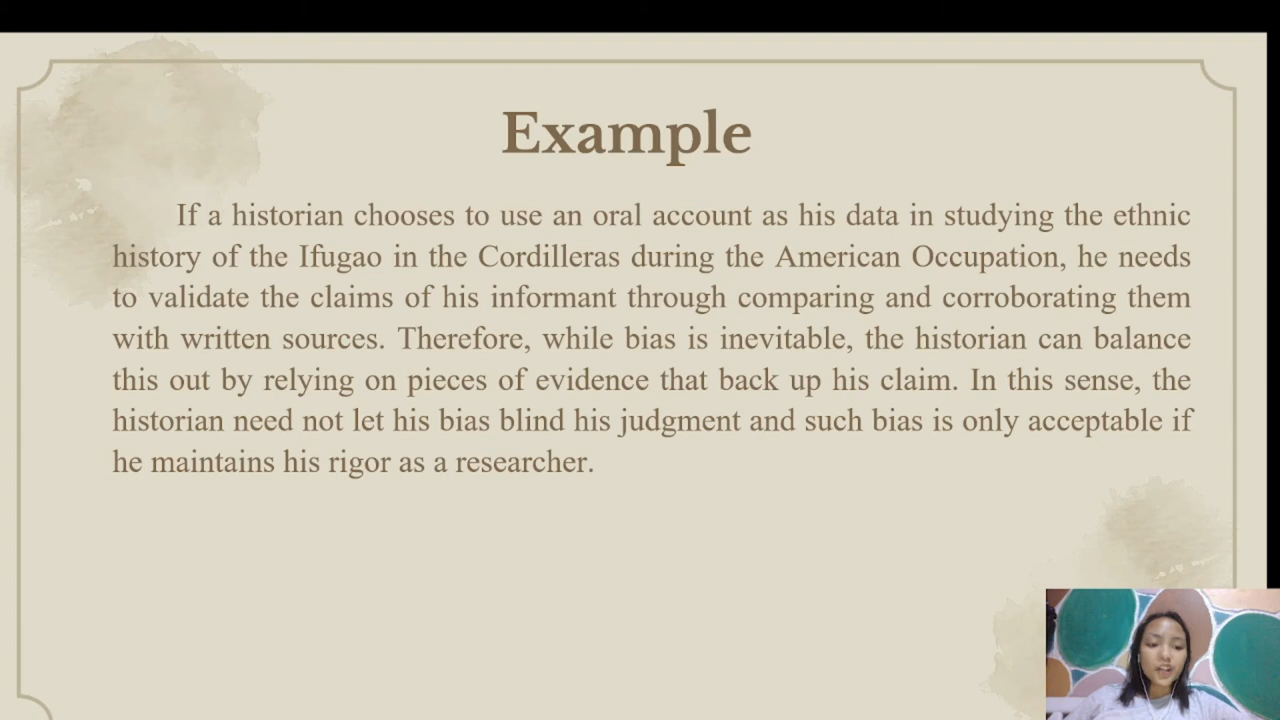 Example
If a historian chooses to use an oral account as his data in studying the ethnic
history of the Ifugao in the Cordilleras during the American Occupation, he needs
to validate the claims of his informant through comparing and corroborating them
with written sources. Therefore, while bias is inevitable, the historian can balance
this out by relying on pieces of evidence that back up his claim. In this sense, the
historian need not let his bias blind his judgment and such bias is only acceptable if
he maintains his rigor as a researcher.